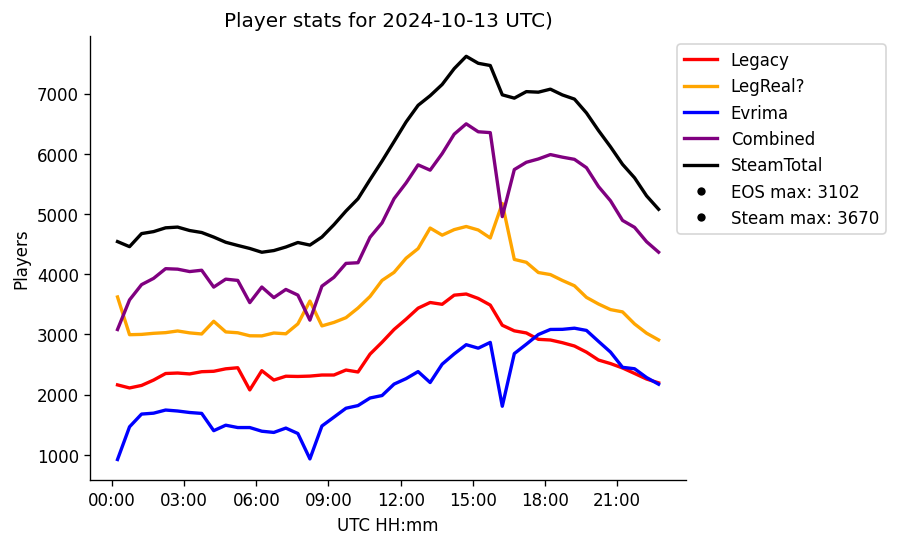 Player stats for 2024-10-13 UTC)
Legacy
LegReal?
Evrima
Combined
SteamTotal
EOS max: 3102
Steam max: 3670
Players
7000
6000
5000
4000
3000
2000
1000
00:00 03:00 06:00 09:00 12:00 15:00 18:00 21:00
UTC HH:mm